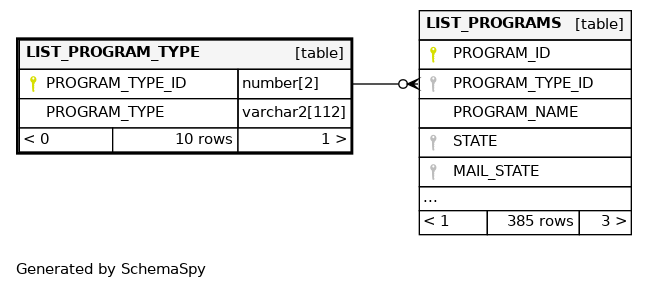 LIST_PROGRAM_TYPE [table]
PROGRAM_TYPE_ID number[2]
PROGRAM_TYPE varchar2[112]
< 0 10 rows 1 >
LIST_PROGRAMS [table]
PROGRAM_ID
PROGRAM_TYPE_ID
PROGRAM_NAME
STATE
MAIL_STATE
...
< 1 385 rows 3 >
Generated by SchemaSpy